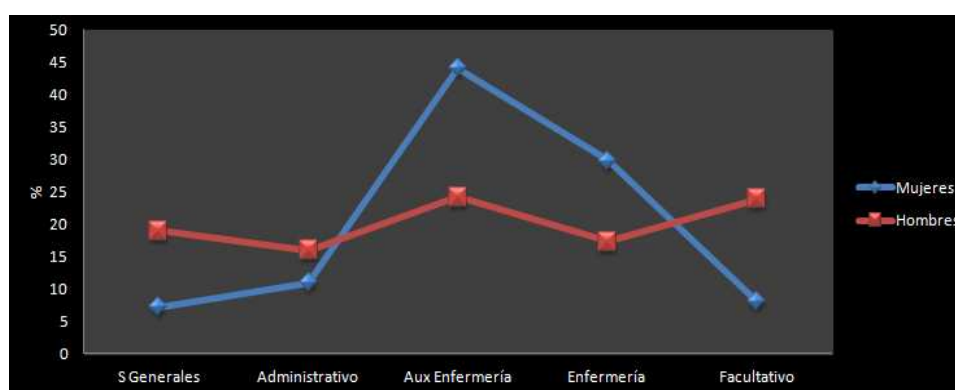 50
45
40
35
30
25
20
15
10
5
0
%
S Generales
Administrativo
Aux Enfermería
Enfermería
Facultativo
Mujeres
Hombres